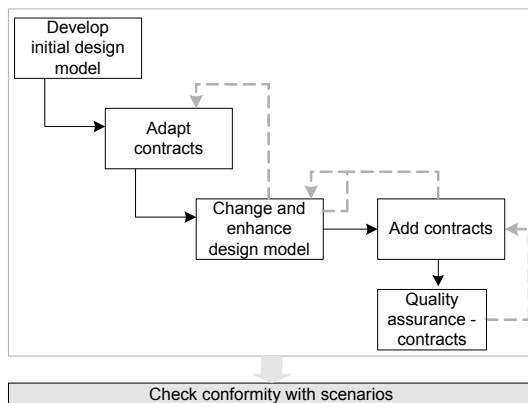 Develop
initial design
model
Adapt
contracts
Change and
enhance
design model
Add contracts
Quality
assurance -
contracts
Check conformity with scenarios